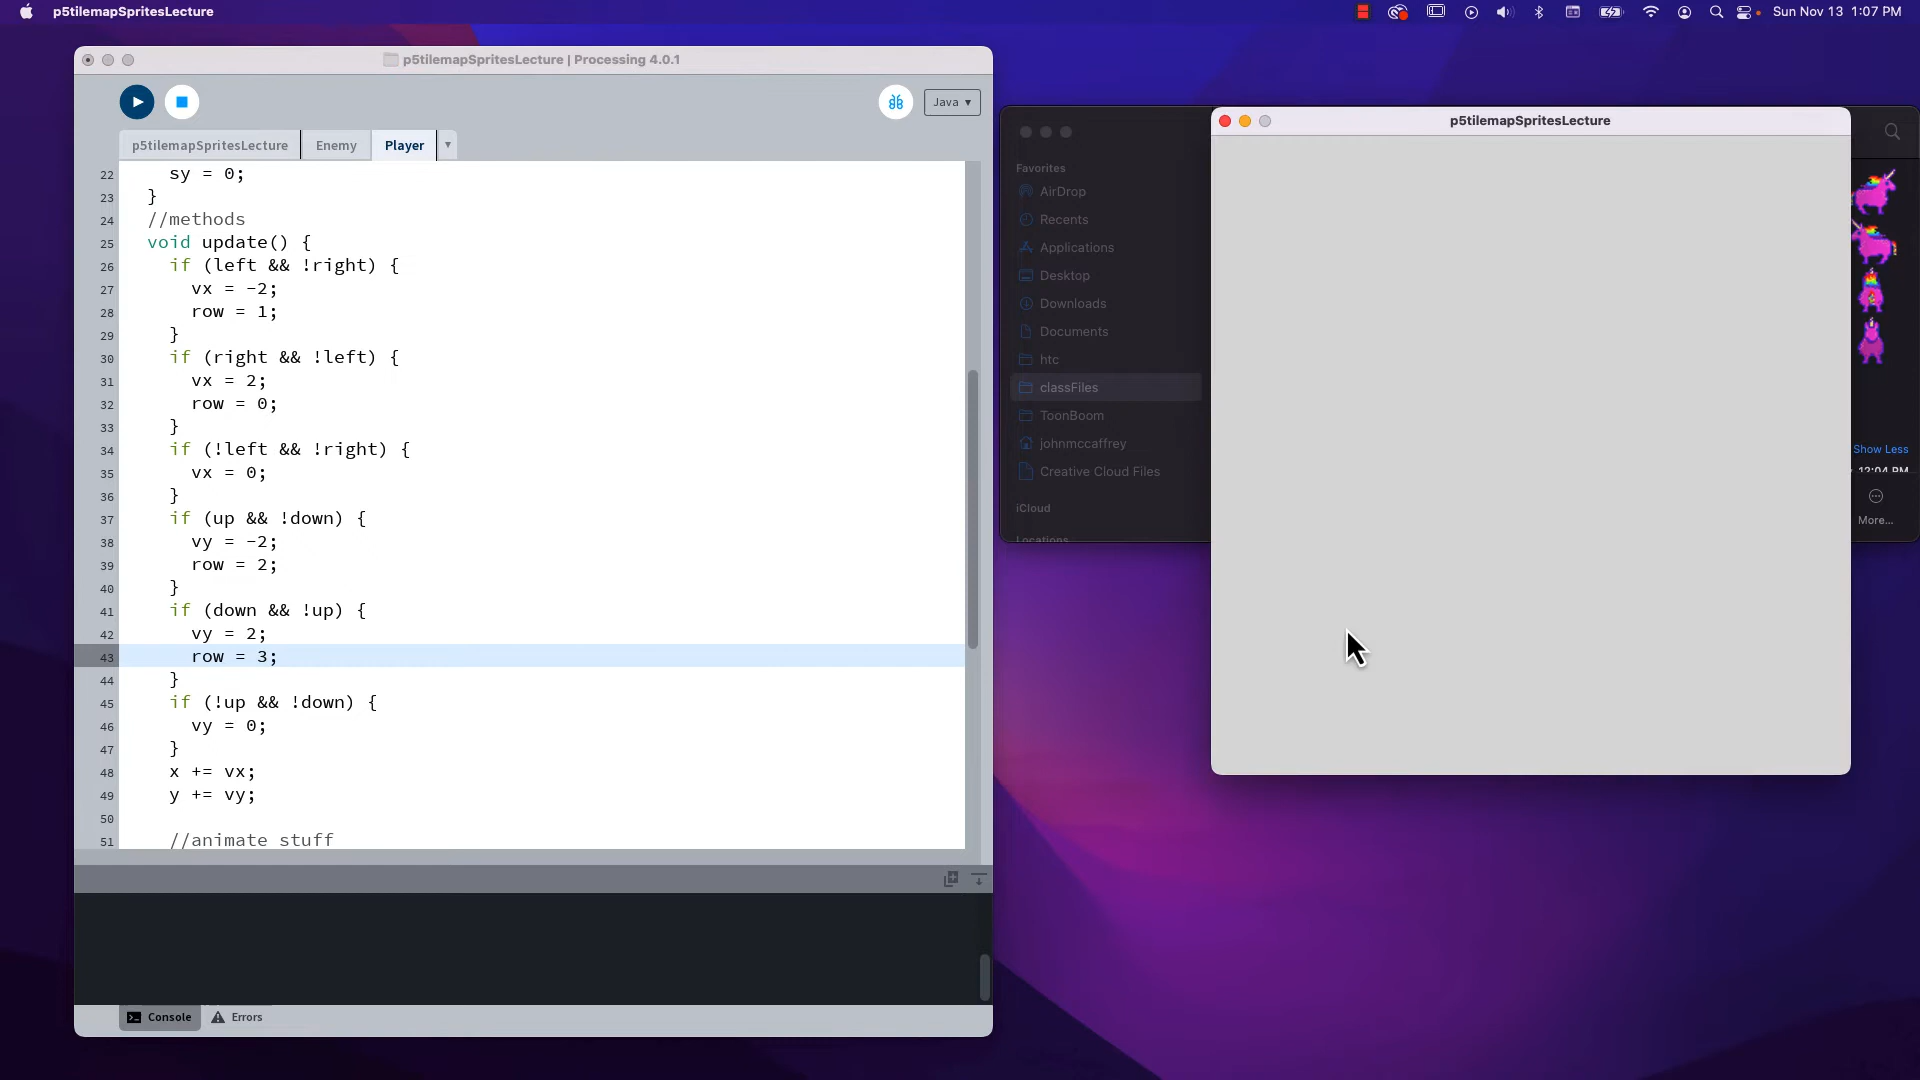 p5tilemapSpritesLecture
Sun Nov 13 1:07 PM
p5tilemapSpritesLecture | Processing 4.0.1
Java ▾
p5tilemapSpritesLecture
Enemy
Player
▾
22 sy = 0;
23 }
24 //methods
25 void update() {
26 if (left && !right) {
27 vx = -2;
28 row = 1;
29 }
30 if (right && !left) {
31 vx = 2;
32 row = 0;
33 }
34 if (!left && !right) {
35 vx = 0;
36 }
37 if (up && !down) {
38 vy = -2;
39 row = 2;
40 }
41 if (down && !up) {
42 vy = 2;
43 row = 3;
44 }
45 if (!up && !down) {
46 vy = 0;
47 }
48 x += vx;
49 y += vy;
50
51 //animate stuff
Console
Errors
Favorites
AirDrop
Recents
Applications
Desktop
Downloads
Documents
htc
classFiles
ToonBoom
johnmccaffrey
Creative Cloud Files
iCloud
Locations
p5tilemapSpritesLecture
Show Less
12:04 PM
More...